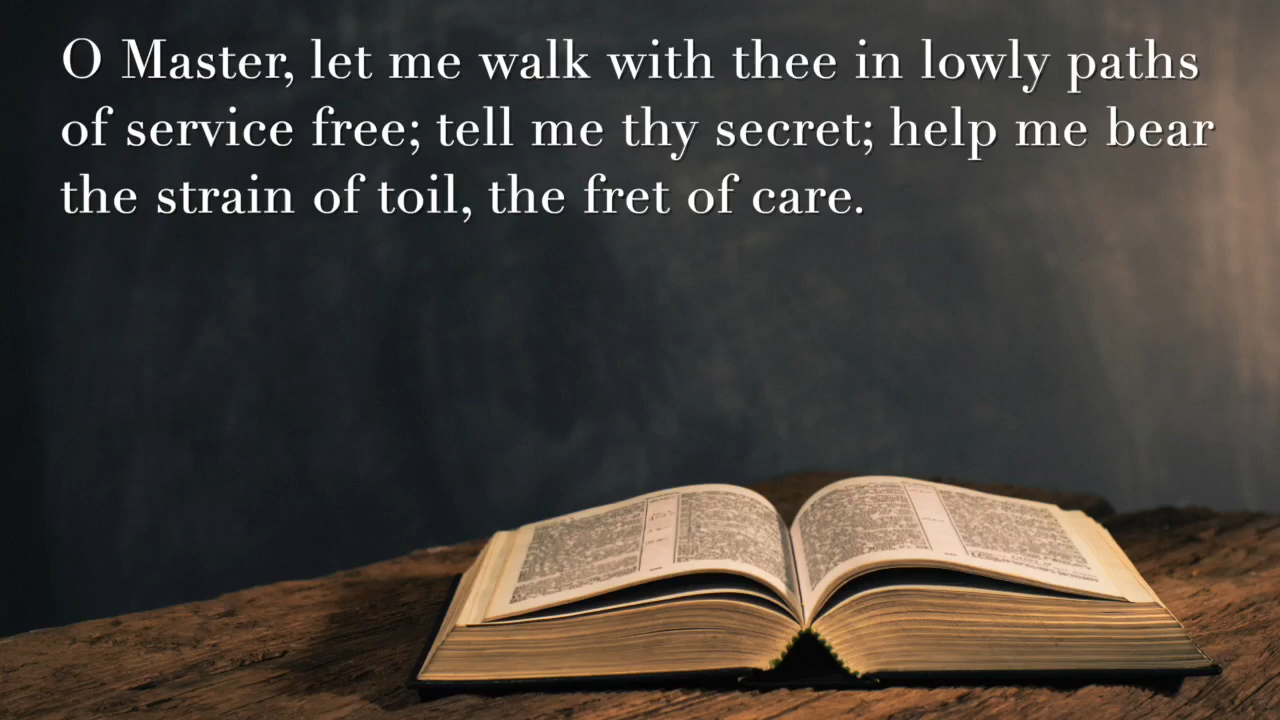 O Master, let me walk with thee in lowly paths
of service free; tell me thy secret; help me bear
the strain of toil, the fret of care.